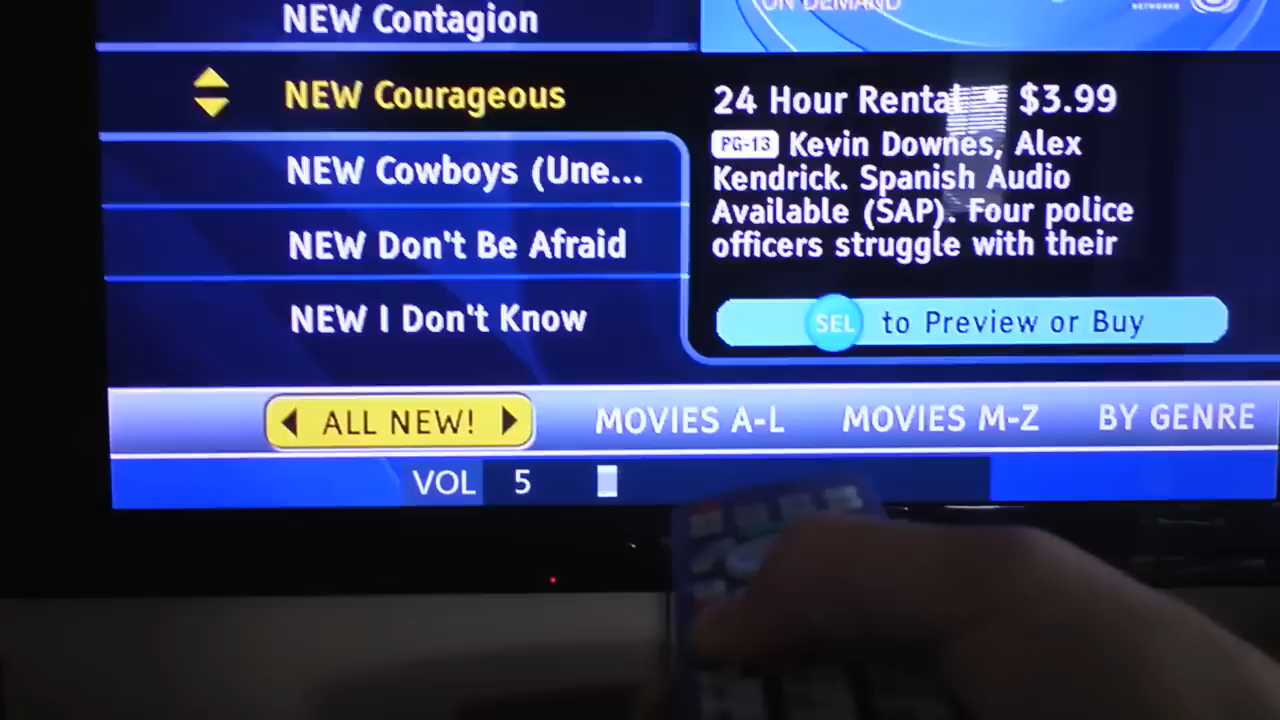 NEW Contagion
NEW Courageous
NEW Cowboys (Une...
NEW Don't Be Afraid
NEW I Don't Know
ON DEMAND
24 Hour Rental • $3.99
PG-13 Kevin Downes, Alex
Kendrick. Spanish Audio
Available (SAP). Four police
officers struggle with their
SEL to Preview or Buy
ALL NEW! MOVIES A-L MOVIES M-Z BY GENRE
VOL 5